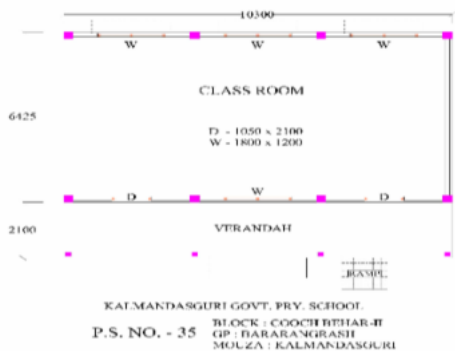 10300
W W W
CLASS ROOM
6425
D - 1050 x 2100
W - 1800 x 1200
D W D
2100
VERANDAH
RAMP
KALMANDASGURI GOVT. PRY. SCHOOL
P.S. NO. - 35
BLOCK : COOCH BEHAR-II
GP : BARARANGRASH
MOUZA : KALMANDASGURI